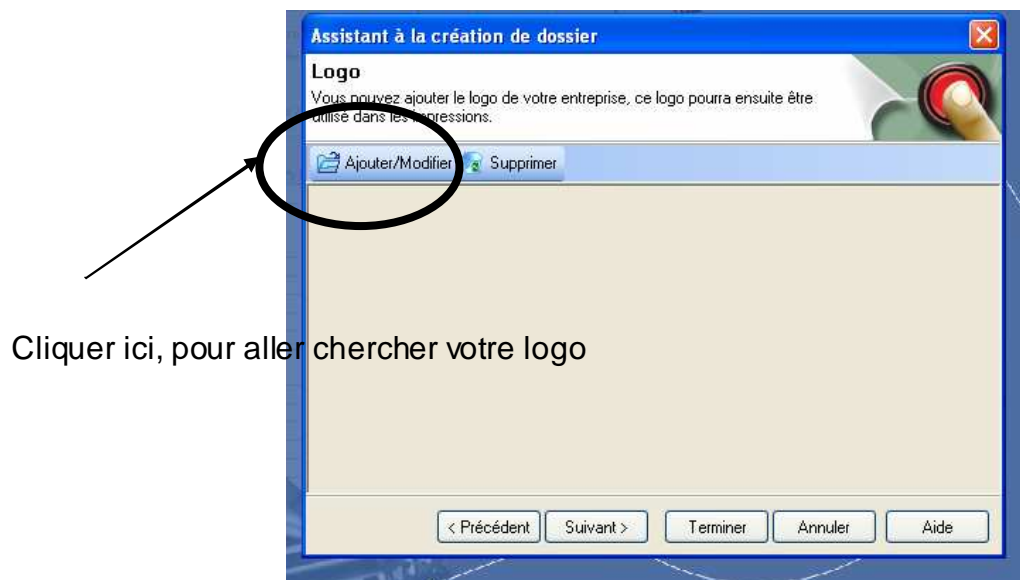 Assistant à la création de dossier
Logo
Vous pouvez ajouter le logo de votre entreprise, ce logo pourra ensuite être
utilisé dans les impressions.
Ajouter/Modifier Supprimer
Cliquer ici, pour aller chercher votre logo
< Précédent Suivant > Terminer Annuler Aide